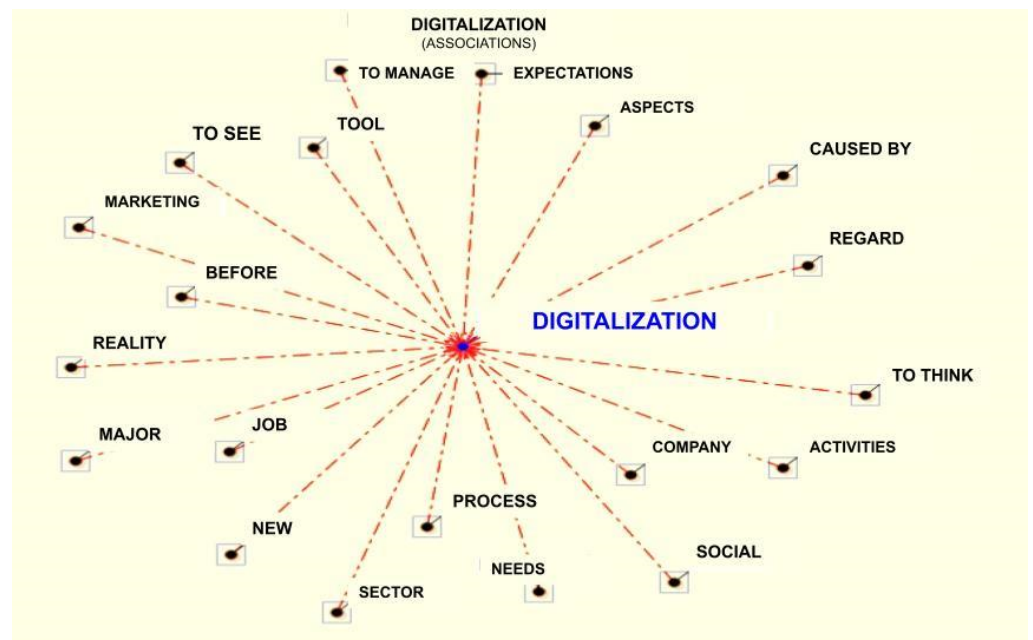 DIGITALIZATION
(ASSOCIATIONS)
TO MANAGE
EXPECTATIONS
ASPECTS
TO SEE
TOOL
CAUSED BY
MARKETING
REGARD
BEFORE
DIGITALIZATION
REALITY
TO THINK
MAJOR
JOB
COMPANY
ACTIVITIES
PROCESS
NEW
SOCIAL
NEEDS
SECTOR